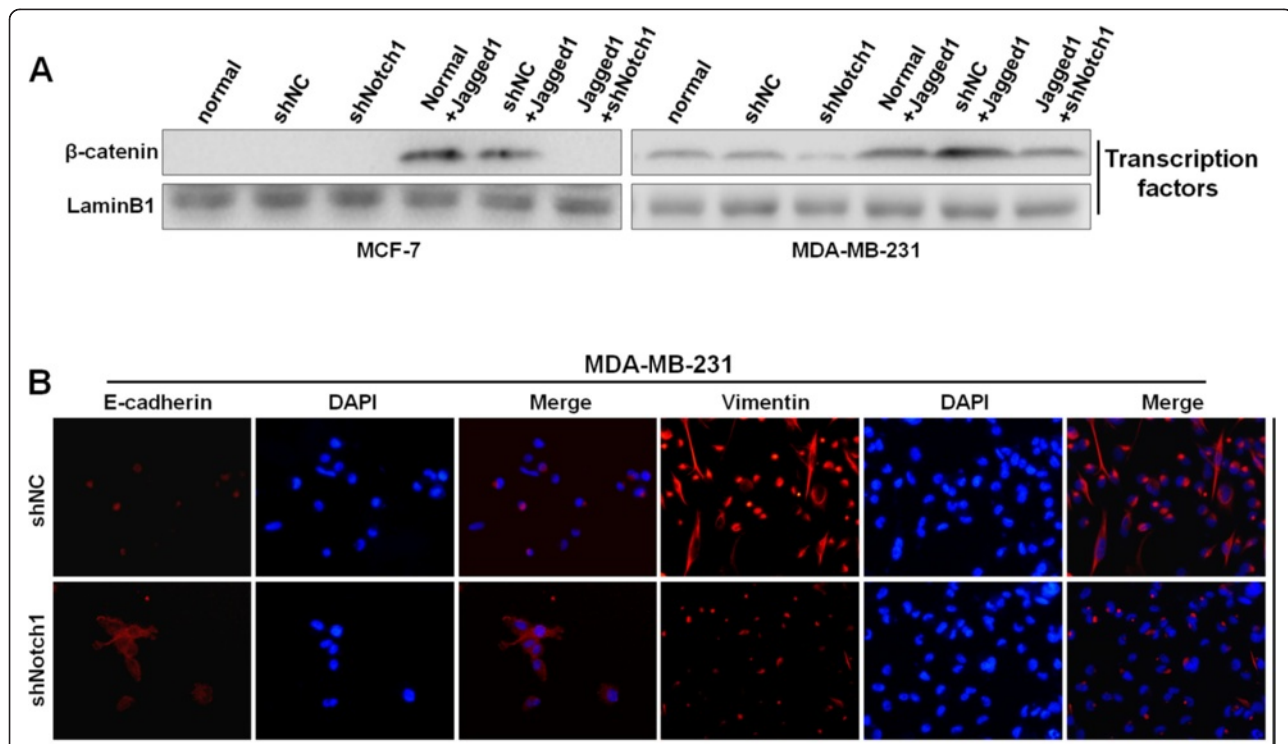 A
normal
shNC
shNotch1
Normal
+Jagged1
shNC
+Jagged1
Jagged1
+shNotch1
normal
shNC
shNotch1
Normal
+Jagged1
shNC
+Jagged1
Jagged1
+shNotch1
β-catenin
LaminB1
Transcription
factors
MCF-7
MDA-MB-231
B
MDA-MB-231
E-cadherin
DAPI
Merge
Vimentin
DAPI
Merge
shNC
shNotch1